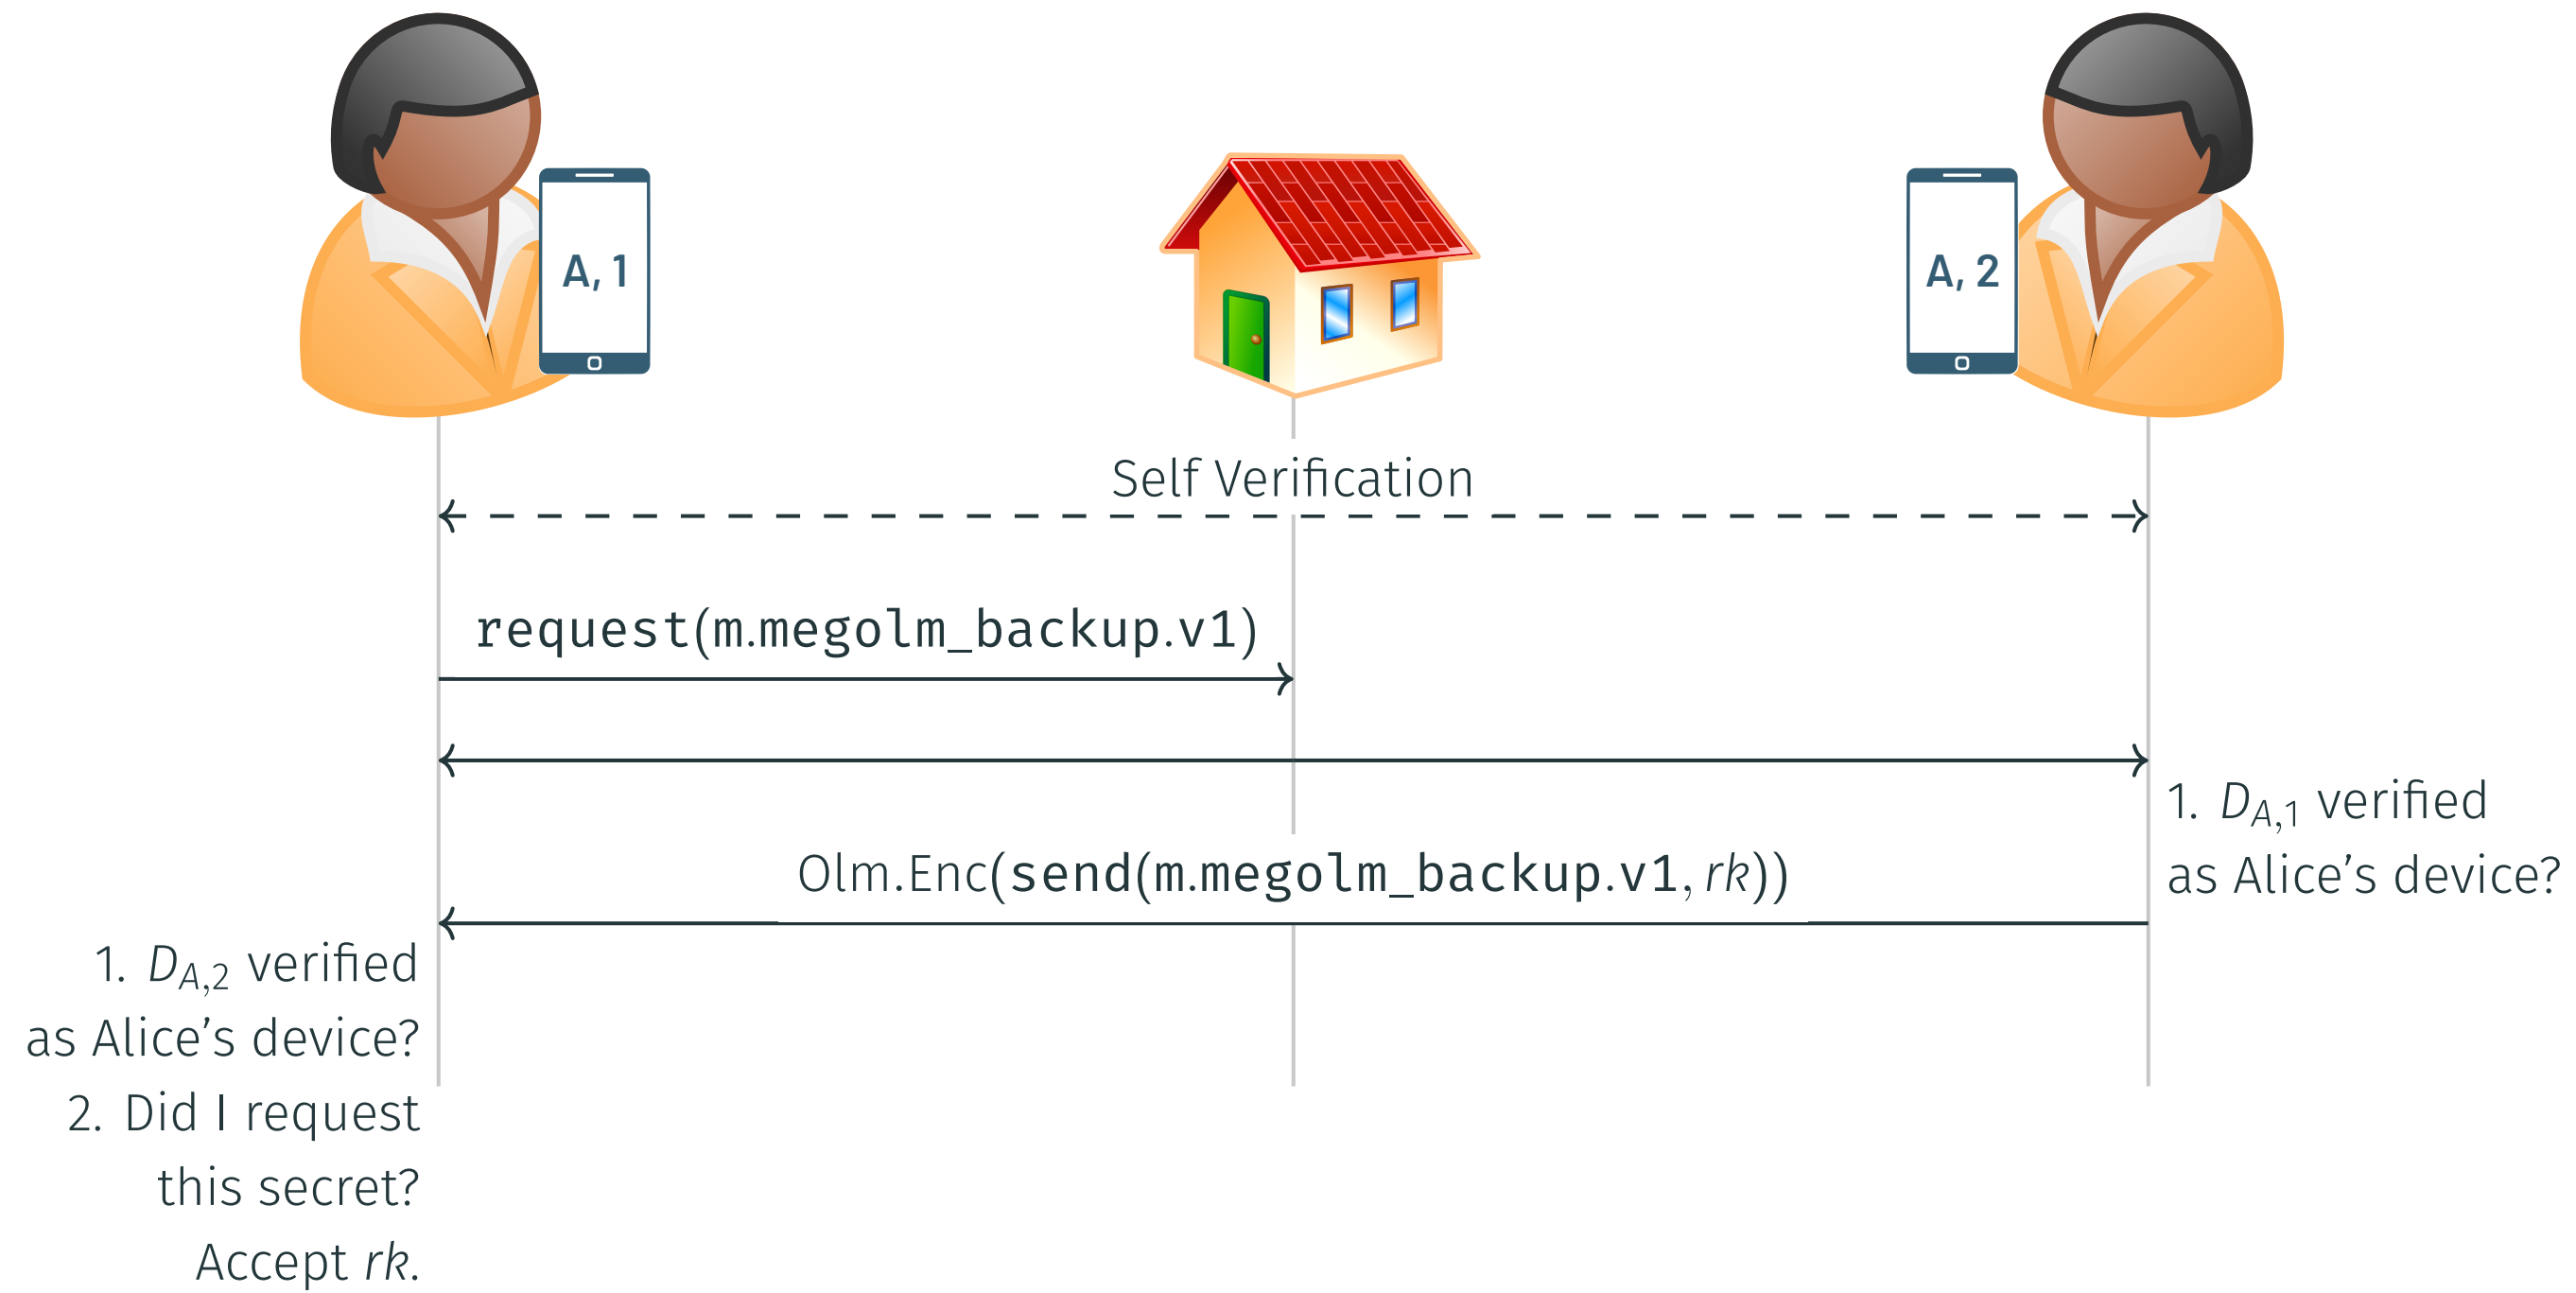 A, 1
A, 2
Self Verification
request(m.megolm_backup.v1)
1. D_{A,1} verified
as Alice’s device?
Olm.Enc(send(m.megolm_backup.v1, rk))
1. D_{A,2} verified
as Alice’s device?
2. Did I request
this secret?
Accept rk.